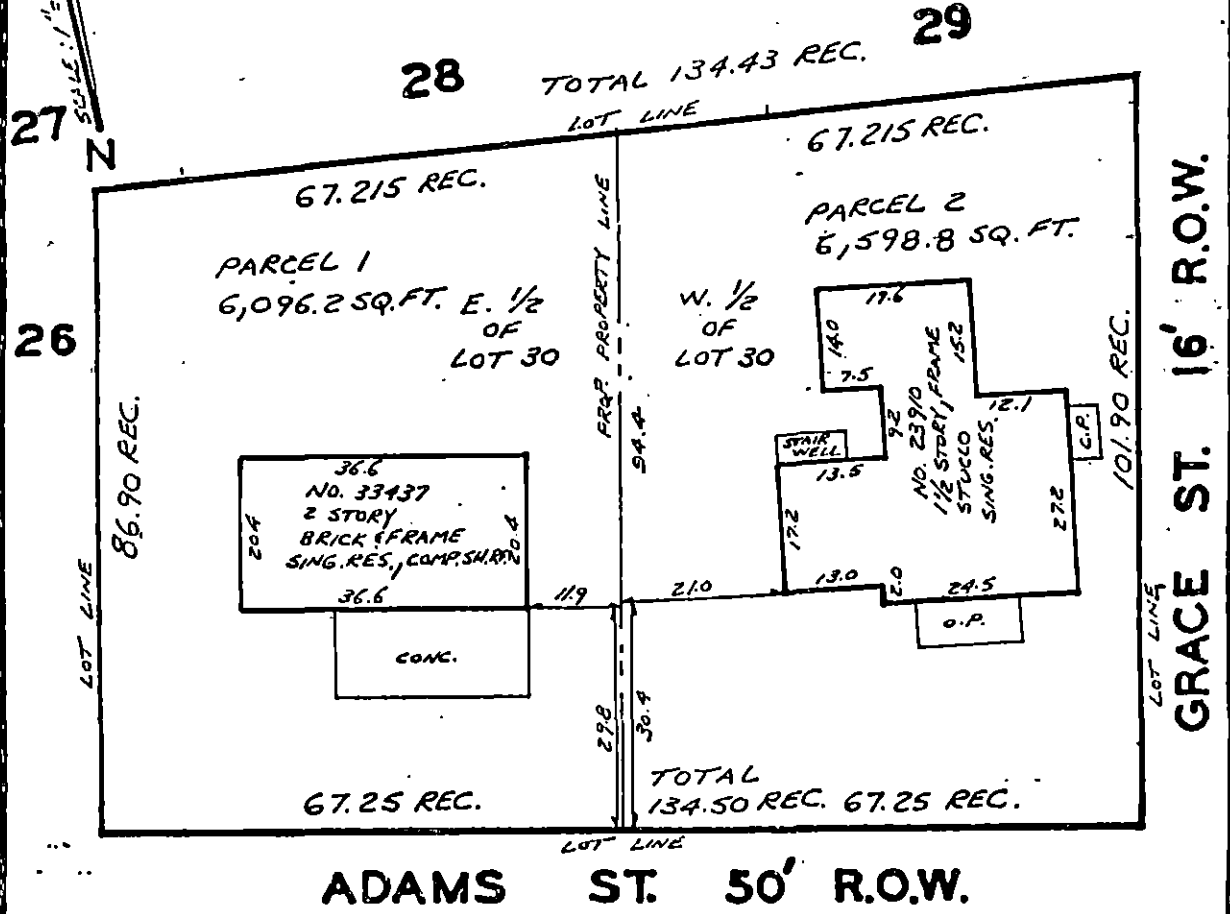 29
28
TOTAL 134.43 REC.
27
SCALE: 1"=
N
LOT LINE
67.215 REC.
67.215 REC.
PARCEL 1
6,096.2 SQ. FT.
E. 1/2
OF
LOT 30
PROP PROPERTY LINE
94.4
W. 1/2
OF
LOT 30
PARCEL 2
6,598.8 SQ. FT.
26
86.90 REC.
LOT LINE
36.6
NO. 33437
2 STORY
BRICK & FRAME
SING. RES., COMP. SH. RF.
20.4
20.4
36.6
CONC.
11.9
21.0
29.8
30.4
19.6
14.0
15.2
7.5
9.2
12.1
NO. 23910
1 1/2 STORY, FRAME
STUCCO
SING. RES.
STAIR
WELL
13.5
17.2
13.0
2.0
24.5
27.2
C.P.
O.P.
101.90 REC.
LOT LINE
GRACE ST. 16' R.O.W.
67.25 REC.
TOTAL
134.50 REC.
67.25 REC.
LOT LINE
ADAMS ST. 50' R.O.W.